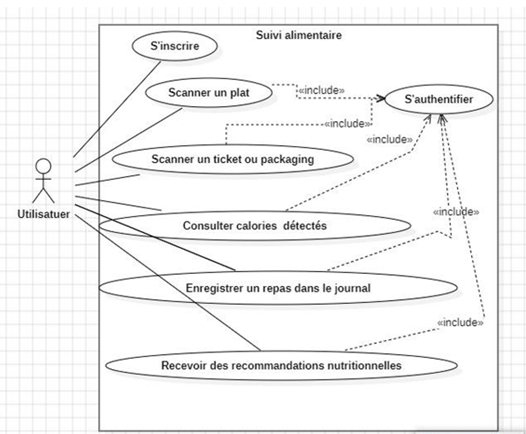 Suivi alimentaire
S'inscrire
Scanner un plat
«include»
S'authentifier
«include»
«include»
Scanner un ticket ou packaging
Utilisatuer
«include»
Consulter calories détectés
Enregistrer un repas dans le journal
«include»
Recevoir des recommandations nutritionnelles